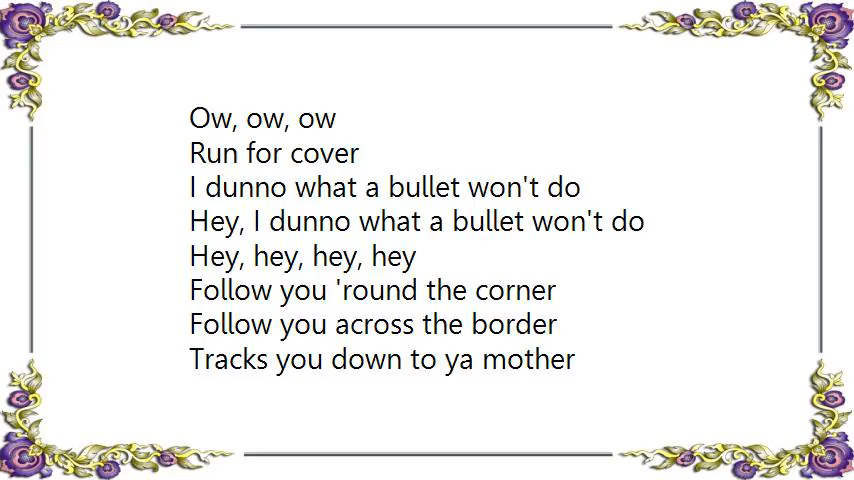 Ow, ow, ow
Run for cover
I dunno what a bullet won't do
Hey, I dunno what a bullet won't do
Hey, hey, hey, hey
Follow you 'round the corner
Follow you across the border
Tracks you down to ya mother